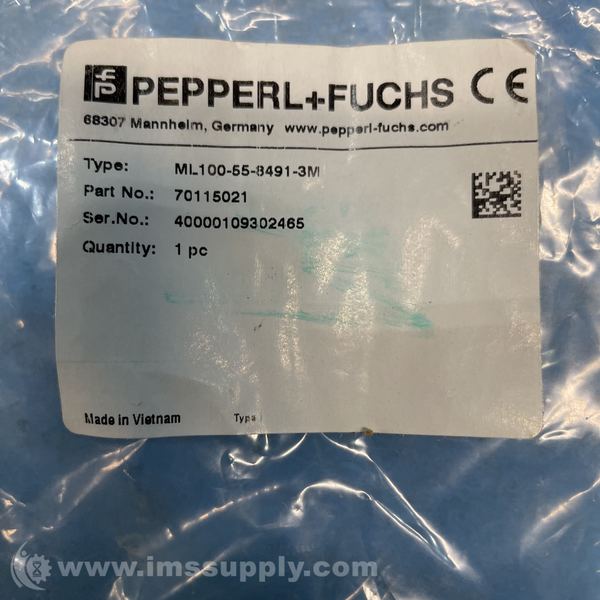 PEPPERL+FUCHS CE
68307 Mannheim, Germany www.pepperl-fuchs.com
Type: ML100-55-8491-3M
Part No.: 70115021
Ser.No.: 40000109302465
Quantity: 1 pc
Made in Vietnam Type
www.imssupply.com